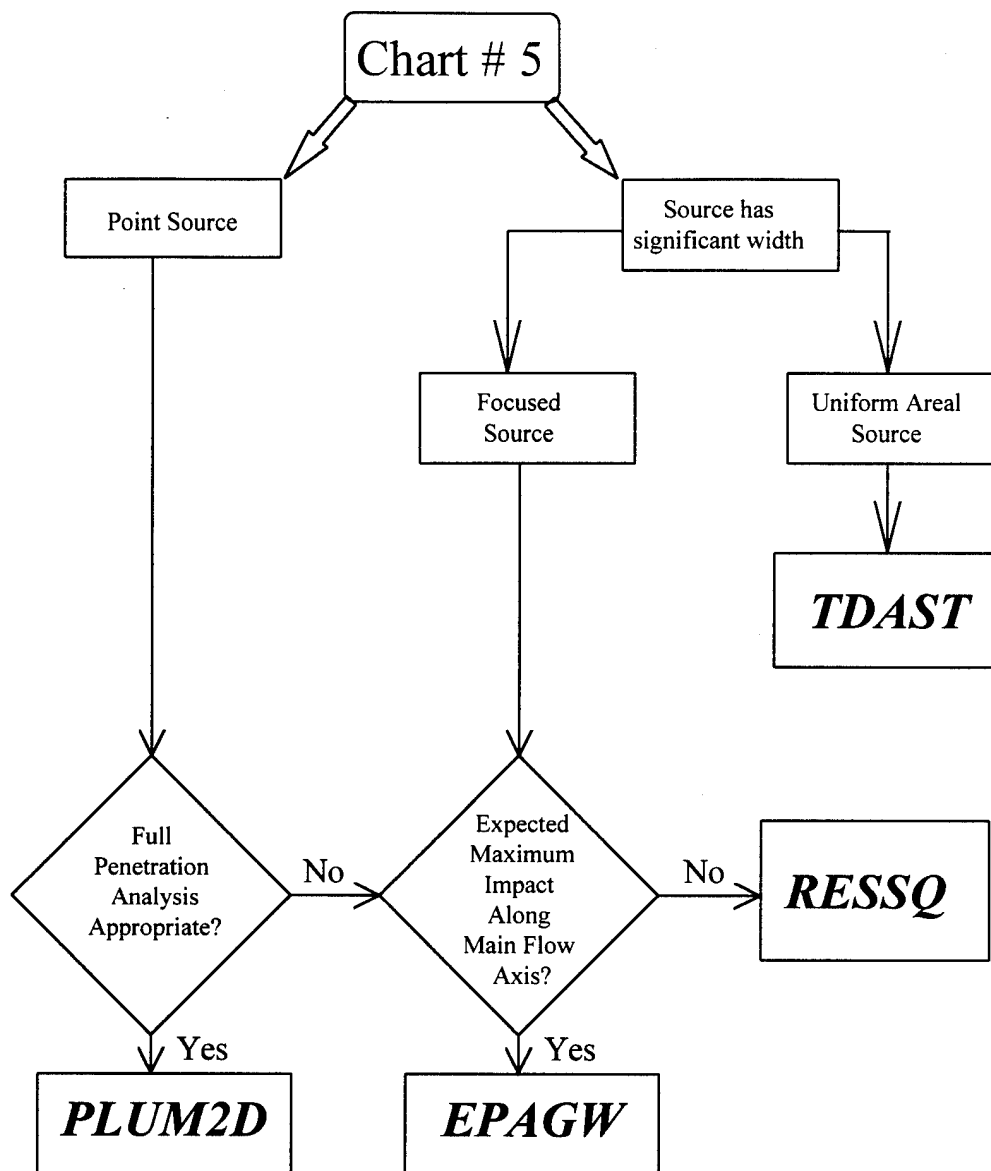 Chart # 5
Point Source
Source has
significant width
Focused
Source
Uniform Areal
Source
TDAST
Full
Penetration
Analysis
Appropriate?
No
Expected
Maximum
Impact
Along
Main Flow
Axis?
No
RESSQ
Yes
PLUM2D
Yes
EPAGW